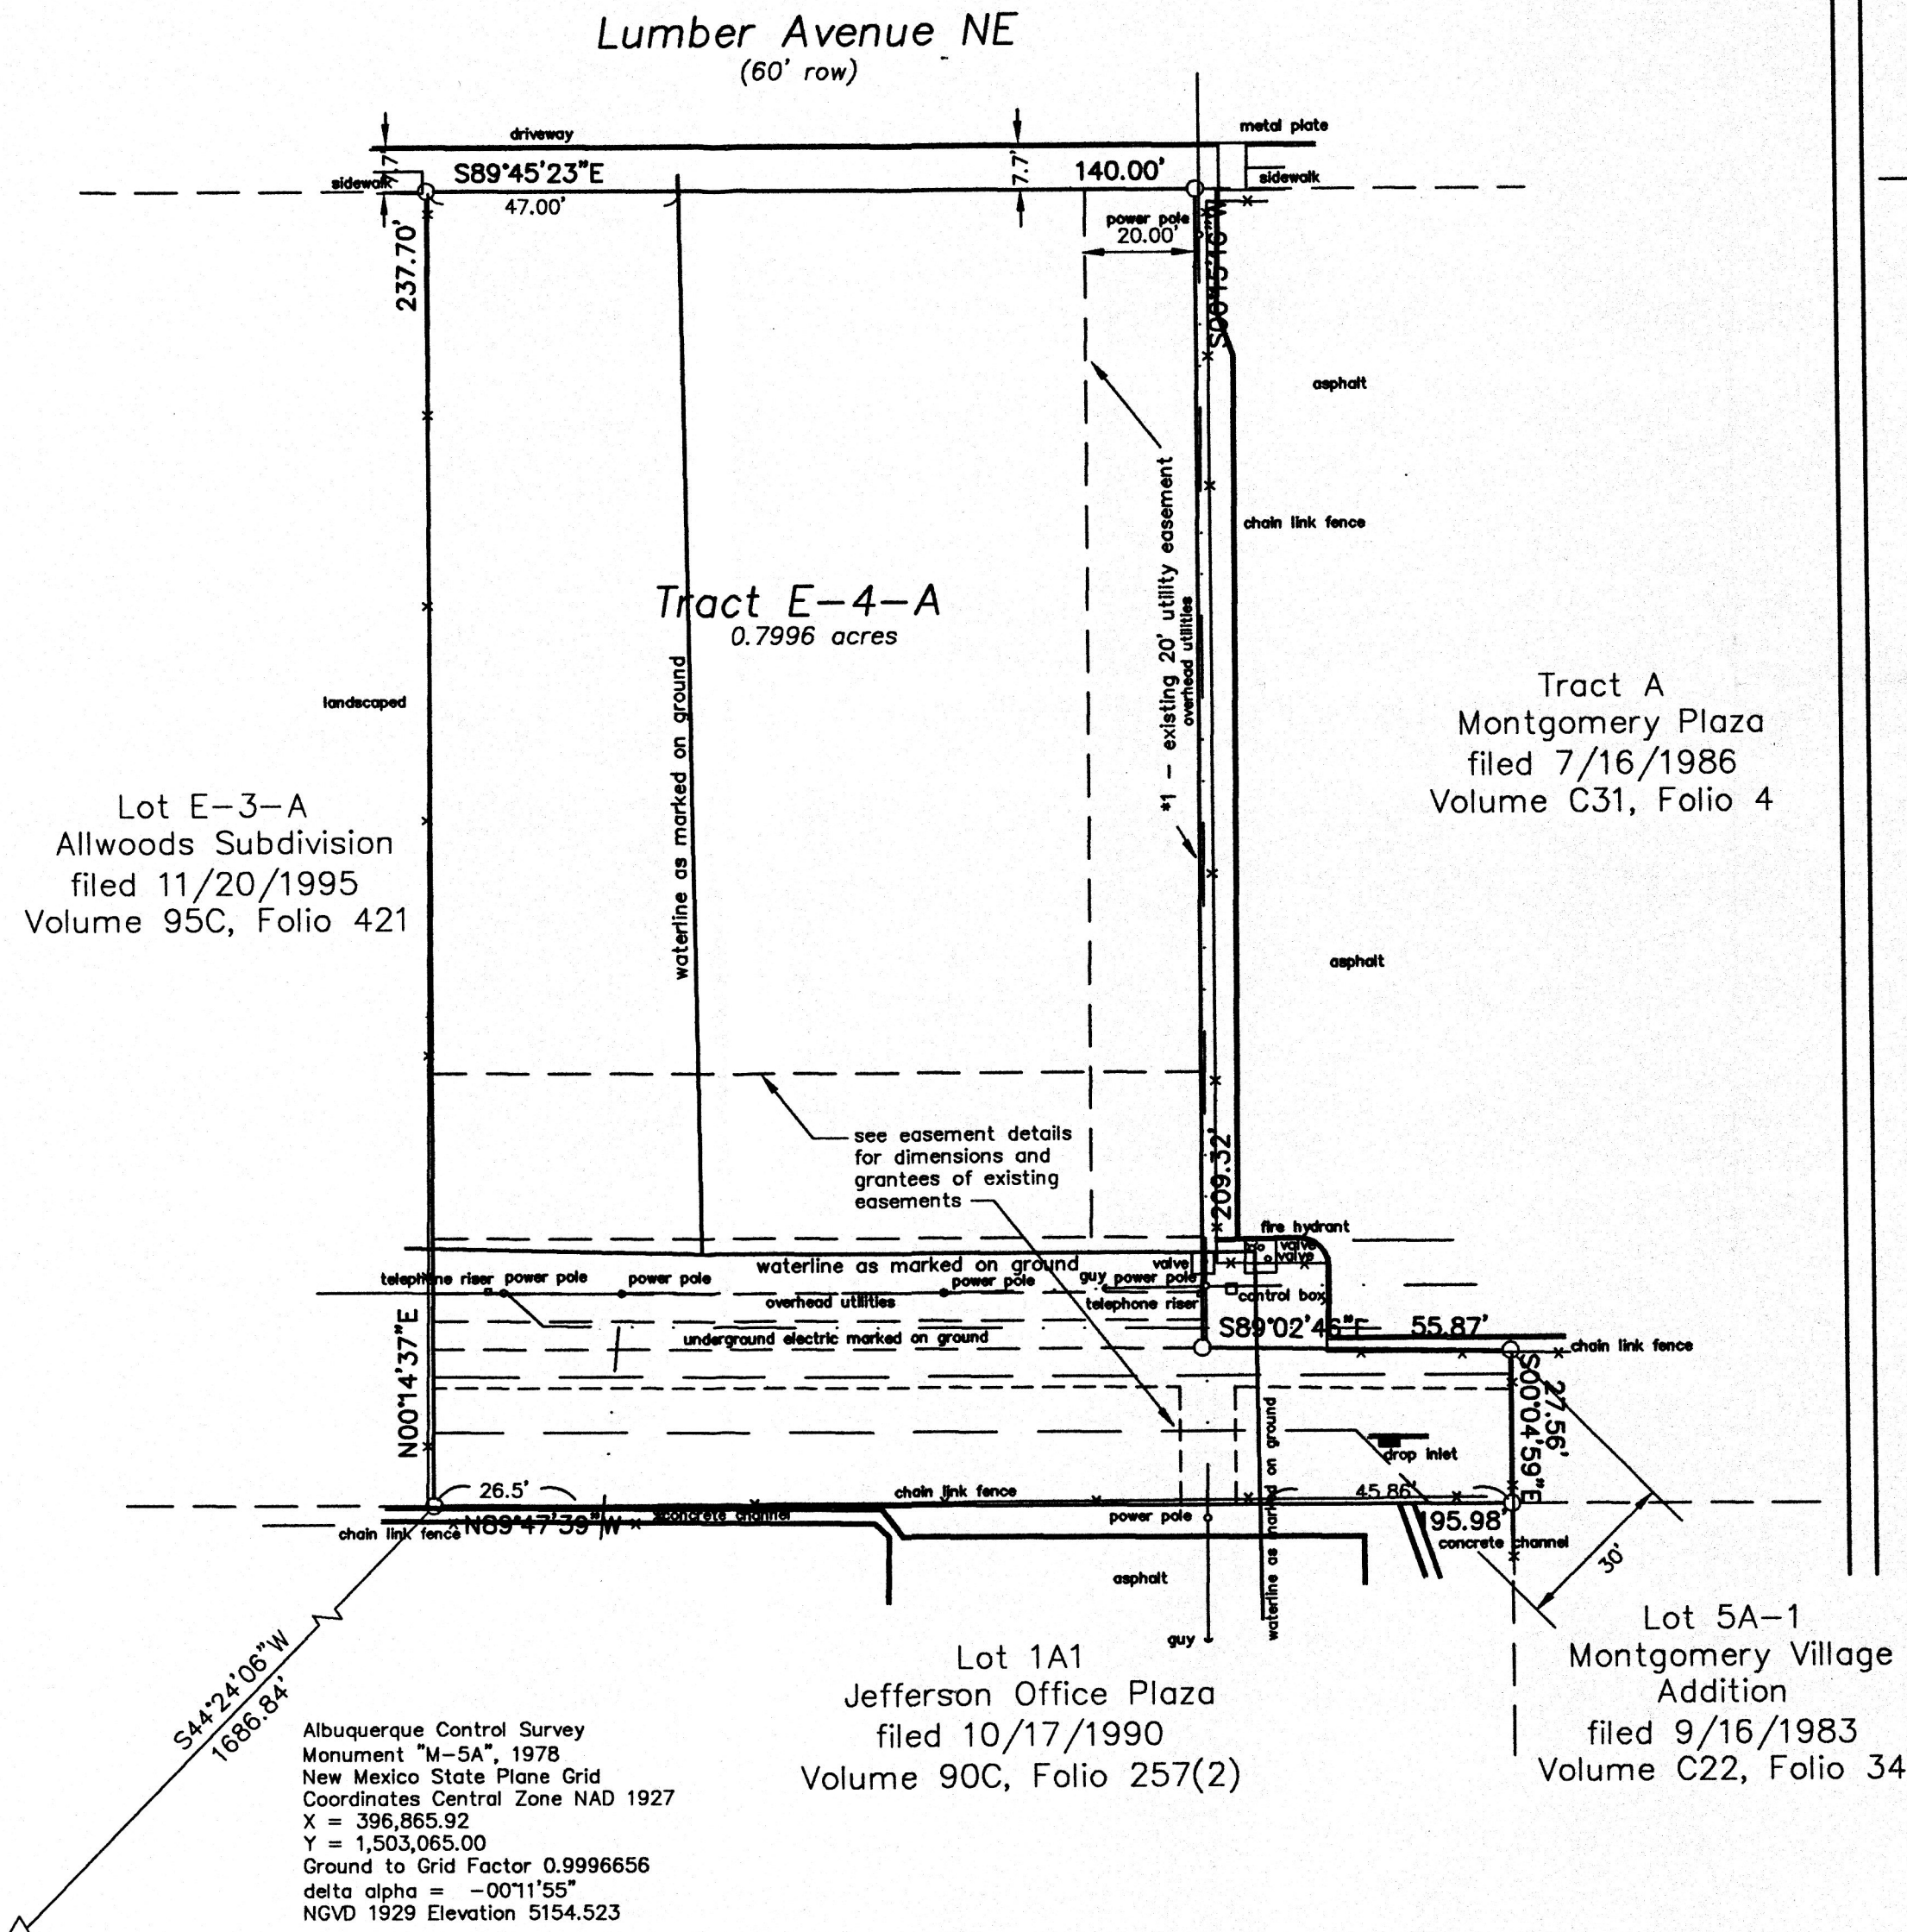 Lumber Avenue NE
(60' row)
driveway
metal plate
7.7'
S89°45'23"E
7.7'
140.00'
sidewalk
sidewalk
47.00'
power pole
20.00'
237.70'
S00°15'16"W
asphalt
*1 - existing 20' utility easement
overhead utilities
chain link fence
Tract E-4-A
0.7996 acres
waterline as marked on ground
landscaped
Tract A
Montgomery Plaza
filed 7/16/1986
Volume C31, Folio 4
Lot E-3-A
Allwoods Subdivision
filed 11/20/1995
Volume 95C, Folio 421
asphalt
see easement details
for dimensions and
grantees of existing
easements
209.32'
fire hydrant
valve
valve
waterline as marked on ground
valve
telephone riser
power pole
power pole
power pole
guy
power pole
overhead utilities
telephone riser
control box
underground electric marked on ground
S89°02'46"E
55.87'
chain link fence
N00°14'37"E
S00°04'59"E
27.56'
waterline as marked on ground
drop inlet
26.5'
chain link fence
45.86'
chain link fence
N89°47'39"W
concrete channel
power pole
195.98'
concrete channel
30'
asphalt
guy
S44°24'06"W
1686.84'
Lot 1A1
Jefferson Office Plaza
filed 10/17/1990
Volume 90C, Folio 257(2)
Lot 5A-1
Montgomery Village
Addition
filed 9/16/1983
Volume C22, Folio 34
Albuquerque Control Survey
Monument "M-5A", 1978
New Mexico State Plane Grid
Coordinates Central Zone NAD 1927
X = 396,865.92
Y = 1,503,065.00
Ground to Grid Factor 0.9996656
delta alpha = -00°11'55"
NGVD 1929 Elevation 5154.523